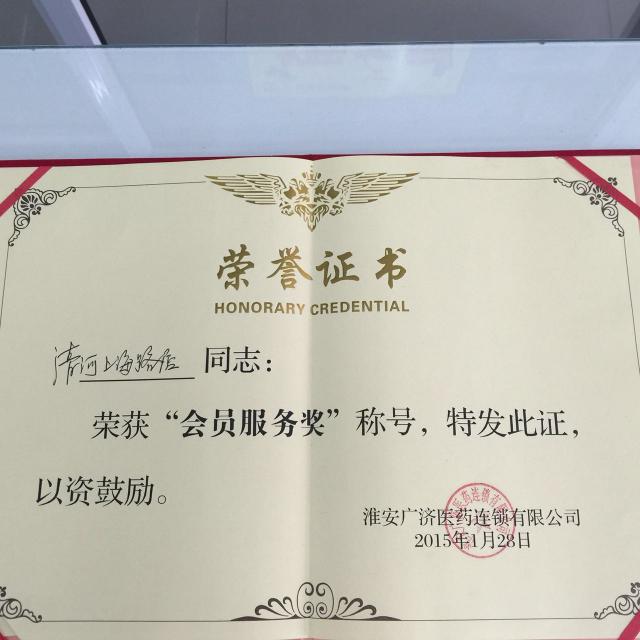 荣誉证书
HONORARY CREDENTIAL
清河上海路店 同志：
荣获“会员服务奖”称号，特发此证，
以资鼓励。
淮安广济医药连锁有限公司
2015年1月28日